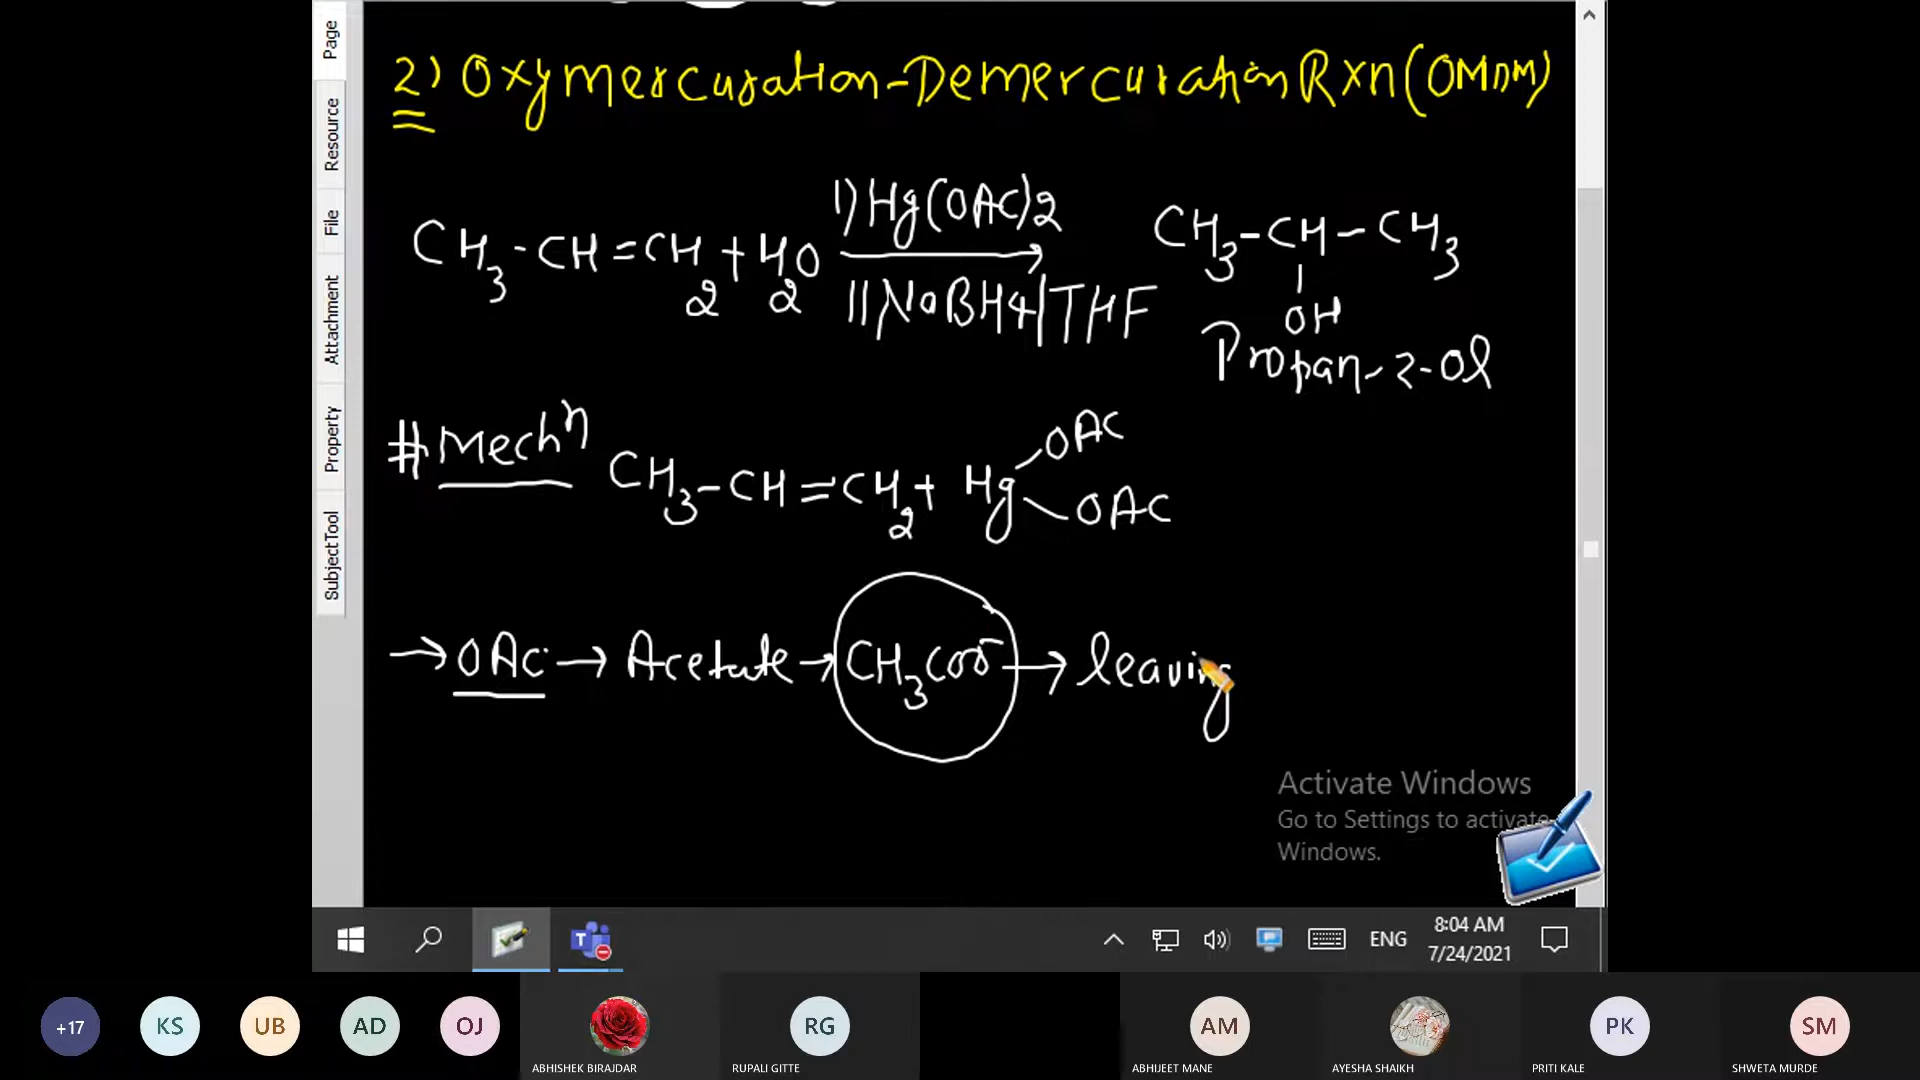 Page
Resource
File
Attachment
Property
SubjectTool
2) Oxymercuration-Demercuration Rxn (OMDM)
CH3-CH=CH2+H2O 1) Hg(OAC)2 CH3-CH-CH3
11) NaBH4/THF OH
Propan-2-ol
# Mechⁿ
CH3-CH=CH2+ Hg OAC
OAC
→ OAC → Acetate → CH3COO⁻ → leaving
Activate Windows
Go to Settings to activate
Windows.
T
ENG
8:04 AM
7/24/2021
+17 KS UB AD OJ RG AM PK SM
ABHISHEK BIRAJDAR RUPALI GITTE ABHIJEET MANE AYESHA SHAIKH PRITI KALE SHWETA MURDE